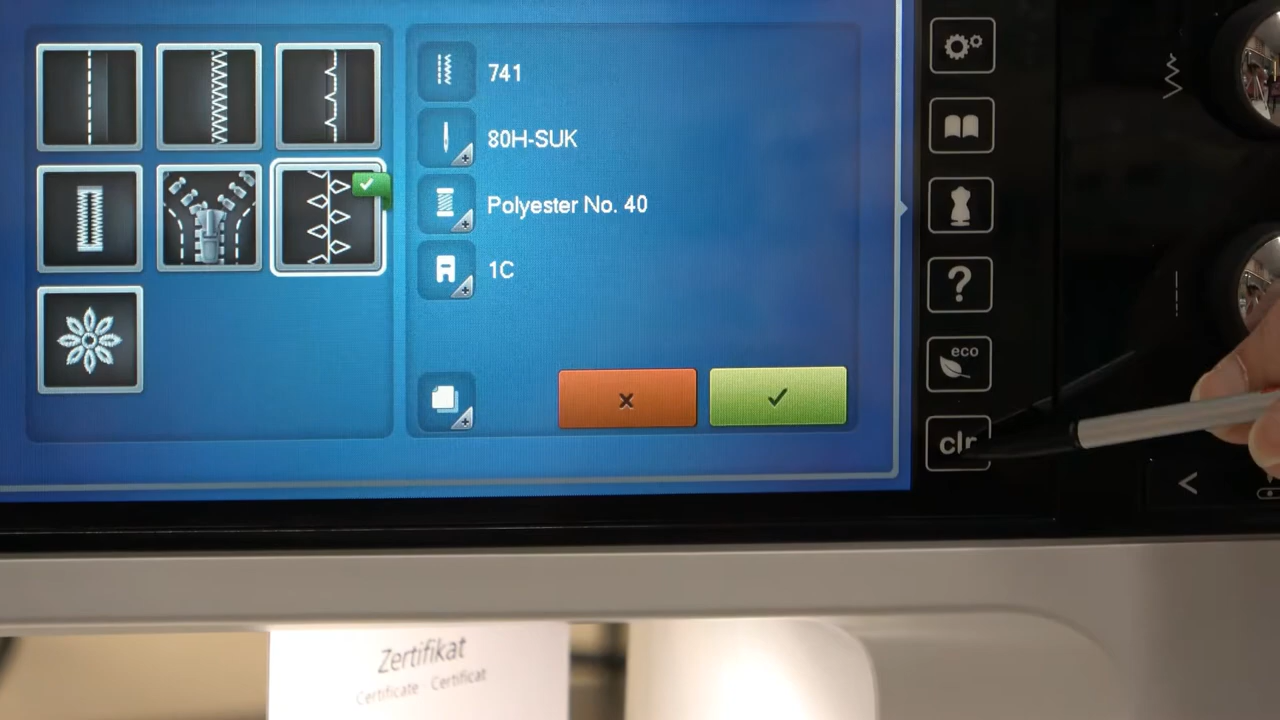 741
80H-SUK
Polyester No. 40
1C
?
eco
clr
<
Zertifikat
Certificate · Certificat